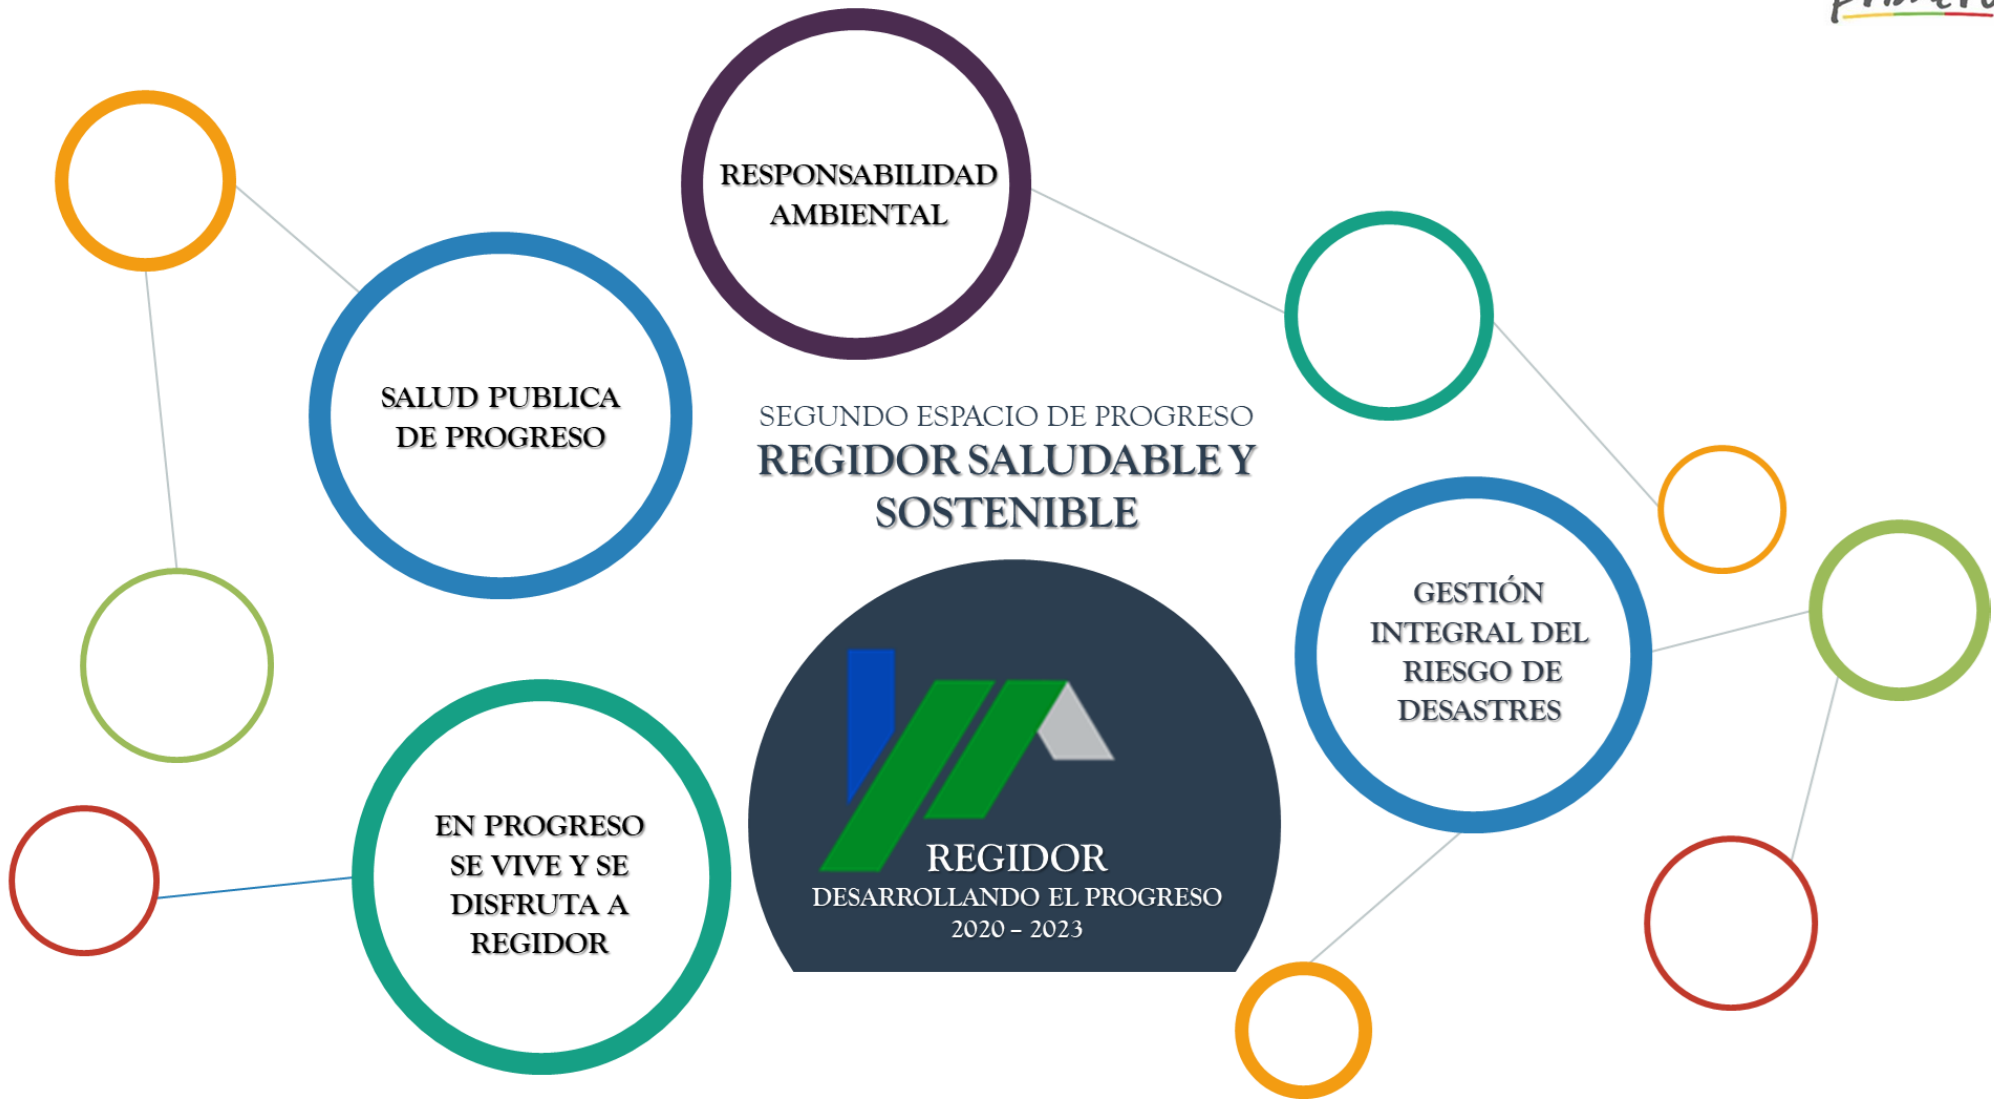 RESPONSABILIDAD
AMBIENTAL
SALUD PUBLICA
DE PROGRESO
SEGUNDO ESPACIO DE PROGRESO
REGIDOR SALUDABLE Y
SOSTENIBLE
GESTIÓN
INTEGRAL DEL
RIESGO DE
DESASTRES
EN PROGRESO
SE VIVE Y SE
DISFRUTA A
REGIDOR
REGIDOR
DESARROLLANDO EL PROGRESO
2020 – 2023